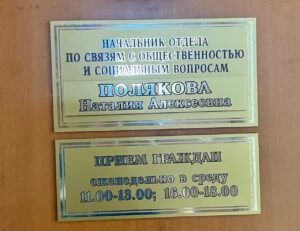 НАЧАЛЬНИК ОТДЕЛА
ПО СВЯЗЯМ С ОБЩЕСТВЕННОСТЬЮ
И СОЦИАЛЬНЫМ ВОПРОСАМ
ПОЛЯКОВА
Наталия Алексеевна
ПРИЕМ ГРАЖДАН
еженедельно в среду
11.00-13.00; 16.00-18.00